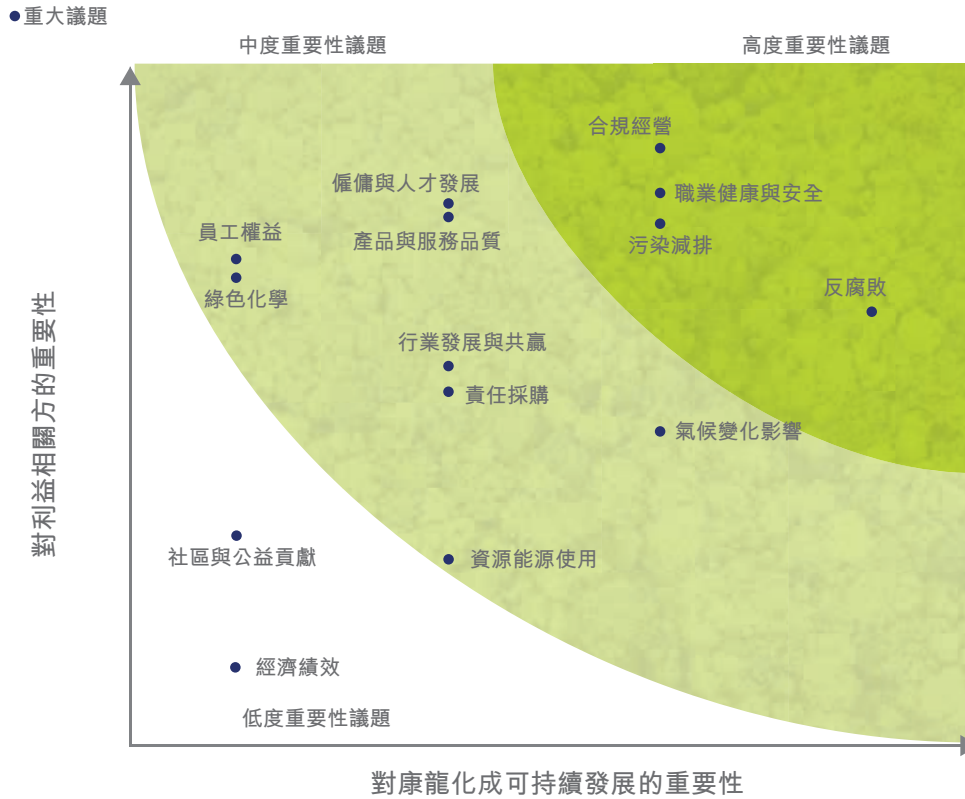 重大議題
中度重要性議題
高度重要性議題
合規經營
僱傭與人才發展
職業健康與安全
員工權益
產品與服務品質
污染減排
綠色化學
反腐敗
行業發展與共贏
責任採購
氣候變化影響
社區與公益貢獻
資源能源使用
經濟績效
低度重要性議題
對利益相關方的重要性
對康龍化成可持續發展的重要性